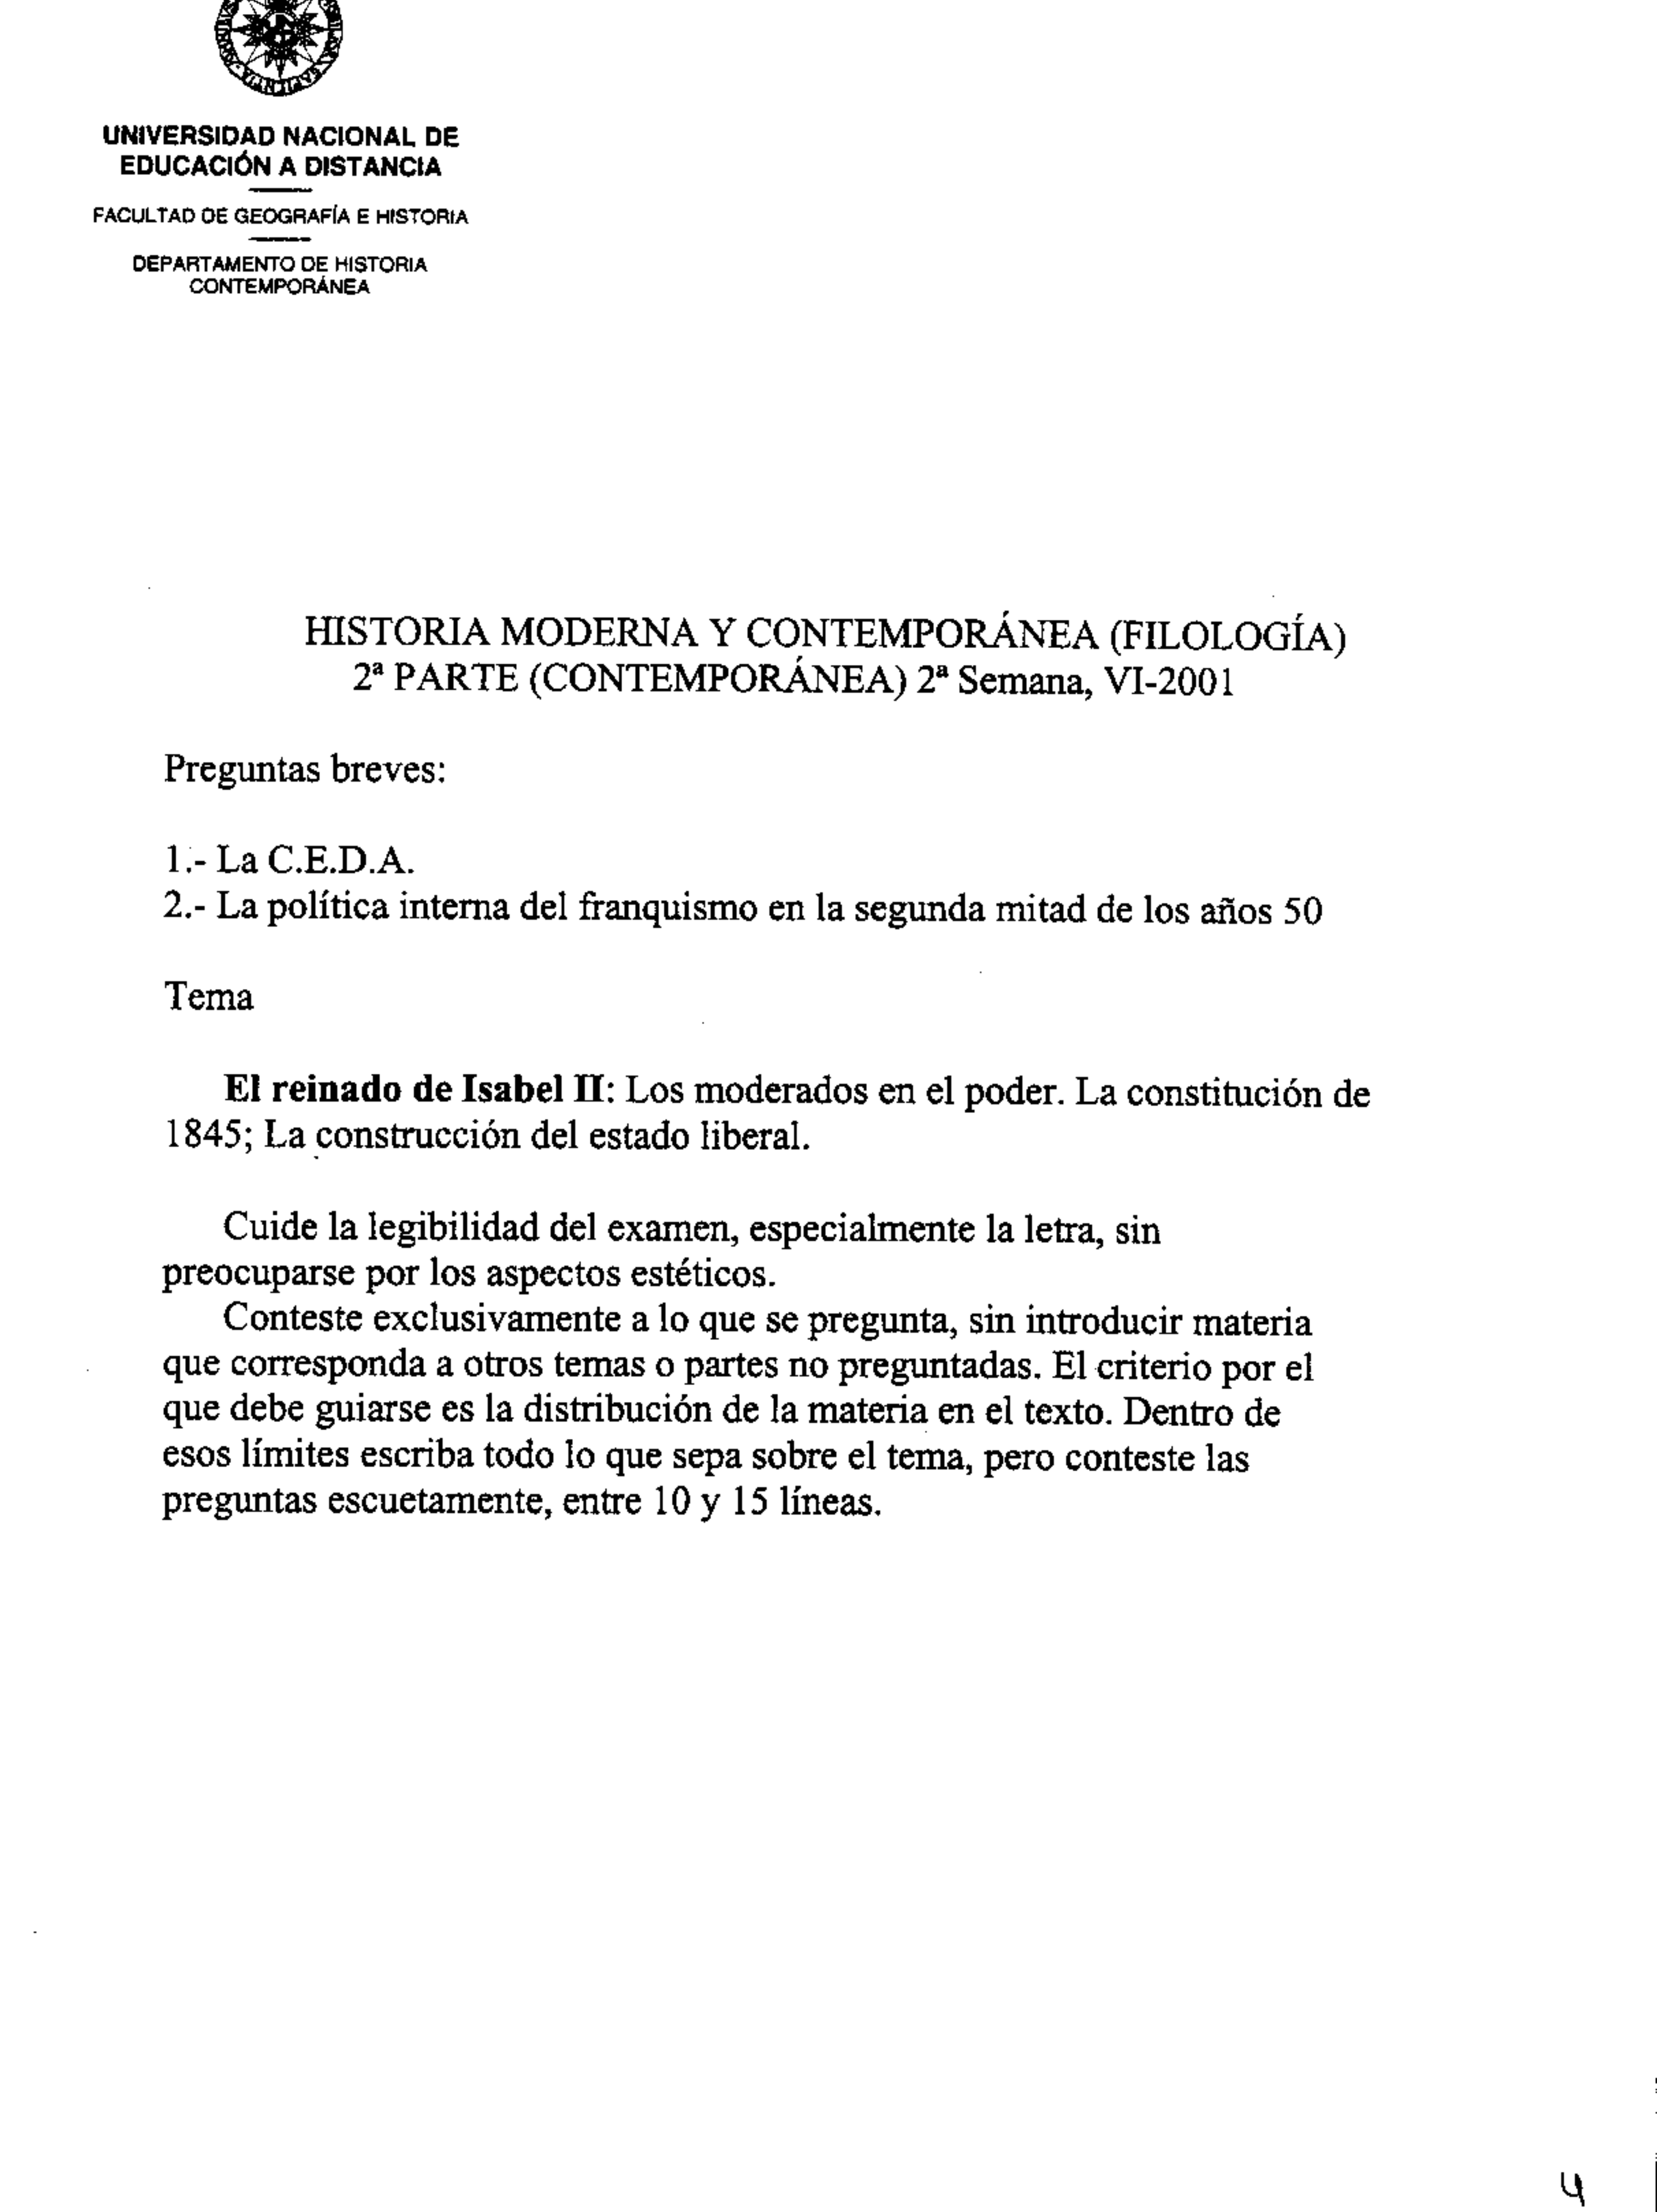 UNIVERSIDAD NACIONAL DE
EDUCACIÓN A DISTANCIA
FACULTAD DE GEOGRAFÍA E HISTORIA
DEPARTAMENTO DE HISTORIA
CONTEMPORÁNEA
HISTORIA MODERNA Y CONTEMPORÁNEA (FILOLOGÍA)
2ª PARTE (CONTEMPORÁNEA) 2ª Semana, VI-2001
Preguntas breves:
1.- La C.E.D.A.
2.- La política interna del franquismo en la segunda mitad de los años 50
Tema
El reinado de Isabel II: Los moderados en el poder. La constitución de
1845; La construcción del estado liberal.
Cuide la legibilidad del examen, especialmente la letra, sin
preocuparse por los aspectos estéticos.
Conteste exclusivamente a lo que se pregunta, sin introducir materia
que corresponda a otros temas o partes no preguntadas. El criterio por el
que debe guiarse es la distribución de la materia en el texto. Dentro de
esos límites escriba todo lo que sepa sobre el tema, pero conteste las
preguntas escuetamente, entre 10 y 15 líneas.
4